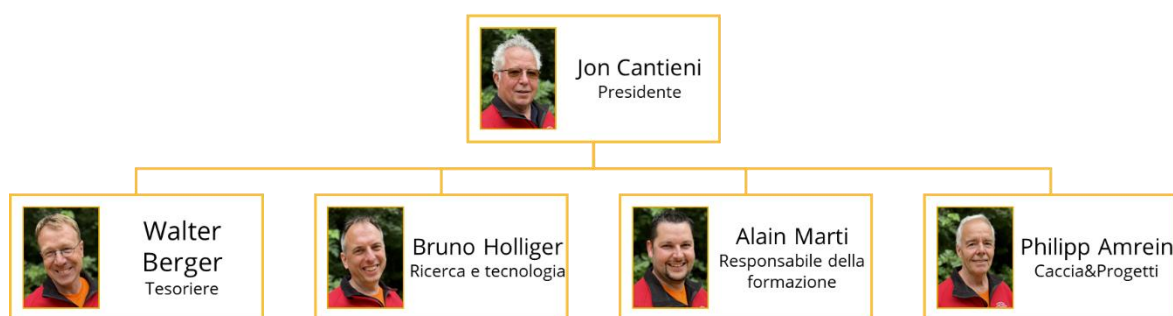 Jon Cantieni
Presidente
Walter
Berger
Tesoriere
Bruno Holliger
Ricerca e tecnologia
Alain Marti
Responsabile della
formazione
Philipp Amrein
Caccia&Progetti